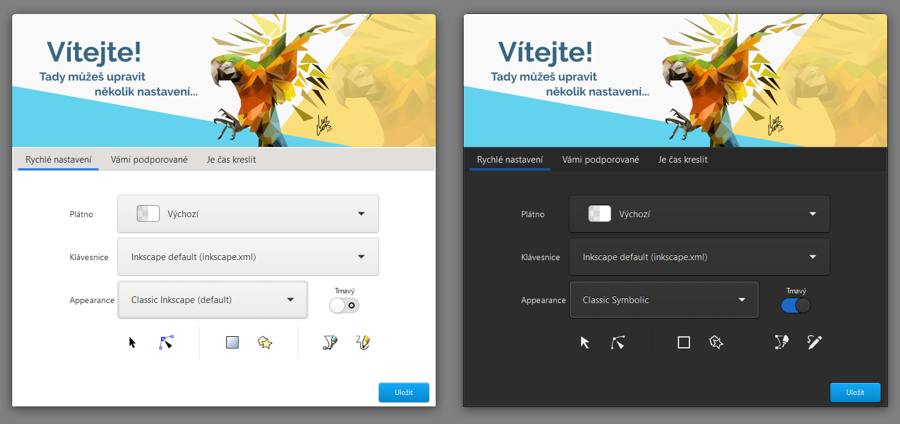 Vítejte!
Tady můžeš upravit
několik nastavení...
Rychlé nastavení Vámi podporované Je čas kreslit
Plátno Výchozí
Klávesnice Inkscape default (inkscape.xml)
Appearance Classic Inkscape (default) Tmavý
Uložit
Vítejte!
Tady můžeš upravit
několik nastavení...
Rychlé nastavení Vámi podporované Je čas kreslit
Plátno Výchozí
Klávesnice Inkscape default (inkscape.xml)
Appearance Classic Symbolic Tmavý
Uložit